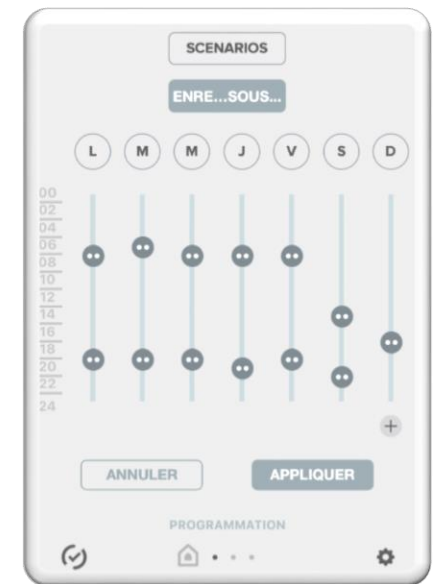 SCENARIOS
ENRE...SOUS...
L M M J V S D
00
02
04
06
08
10
12
14
16
18
20
22
24
+
ANNULER APPLIQUER
PROGRAMMATION